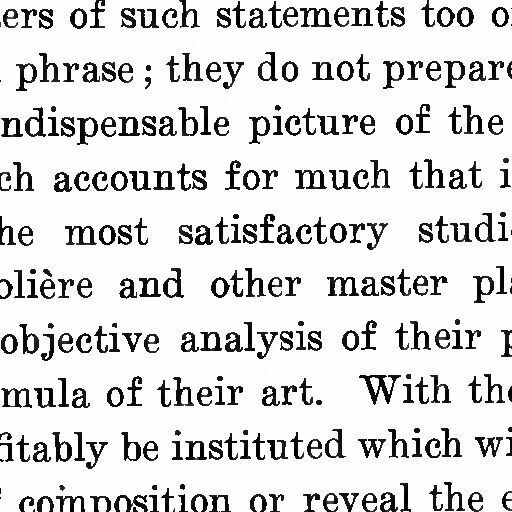 ers of such statements too o
phrase; they do not prepare
ndispensable picture of the
ch accounts for much that i
he most satisfactory studi
olière and other master pl
objective analysis of their p
mula of their art. With the
fitably be instituted which wi
composition or reveal the e